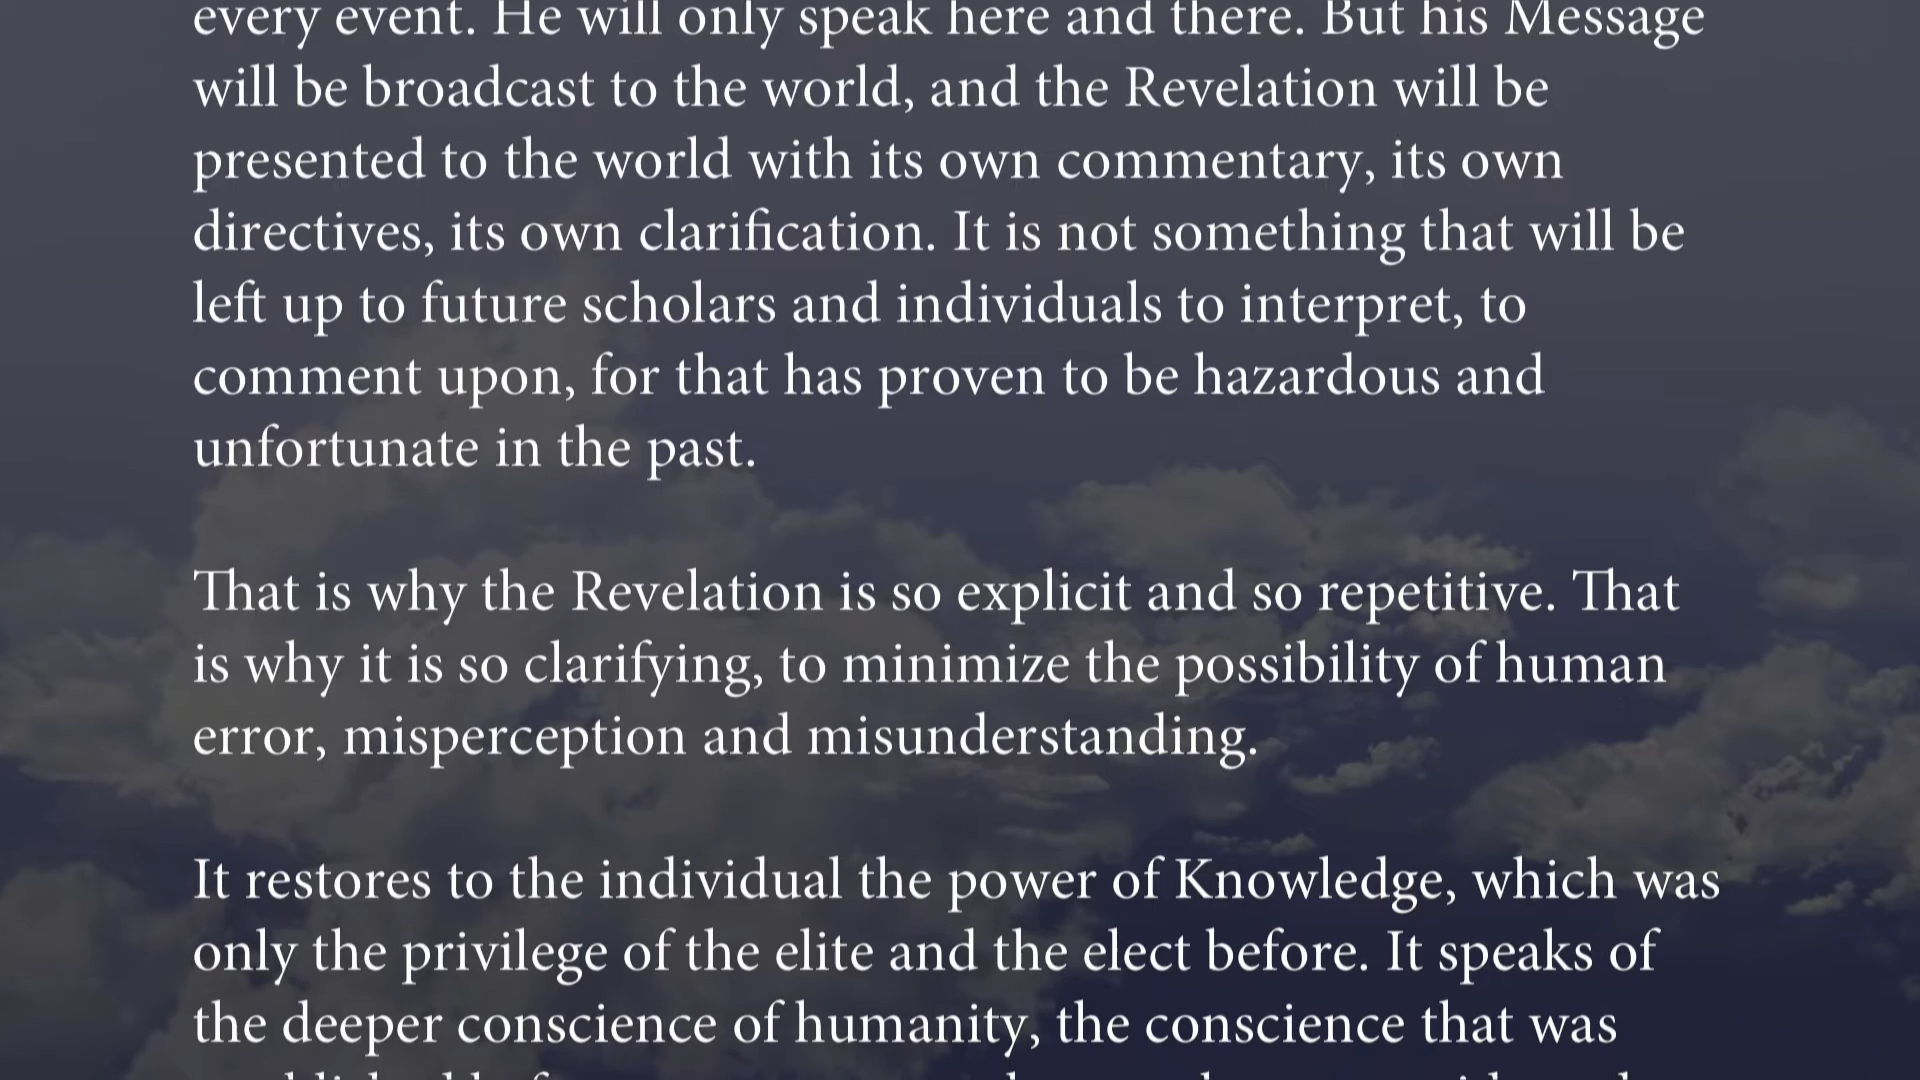 every event. He will only speak here and there. But his Message
will be broadcast to the world, and the Revelation will be
presented to the world with its own commentary, its own
directives, its own clarification. It is not something that will be
left up to future scholars and individuals to interpret, to
comment upon, for that has proven to be hazardous and
unfortunate in the past.
That is why the Revelation is so explicit and so repetitive. That
is why it is so clarifying, to minimize the possibility of human
error, misperception and misunderstanding.
It restores to the individual the power of Knowledge, which was
only the privilege of the elite and the elect before. It speaks of
the deeper conscience of humanity, the conscience that was